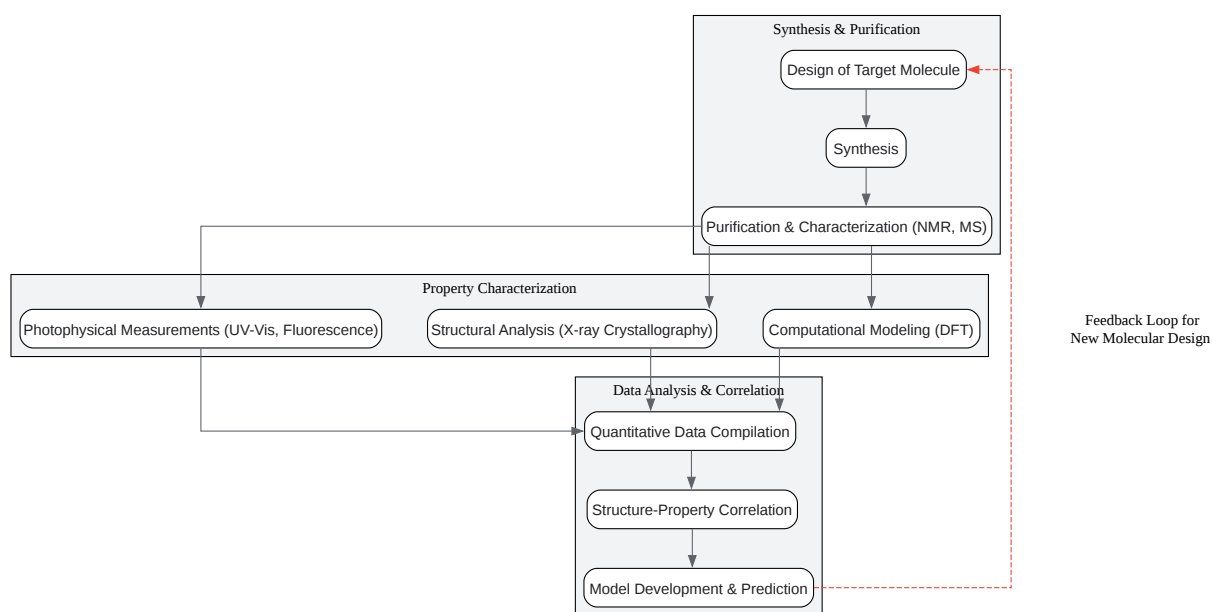 Synthesis & Purification
Design of Target Molecule
Synthesis
Purification & Characterization (NMR, MS)
Property Characterization
Photophysical Measurements (UV-Vis, Fluorescence)
Structural Analysis (X-ray Crystallography)
Computational Modeling (DFT)
Feedback Loop for
New Molecular Design
Data Analysis & Correlation
Quantitative Data Compilation
Structure-Property Correlation
Model Development & Prediction